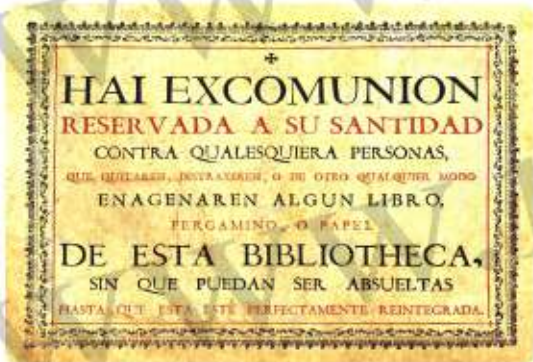 HAI EXCOMUNION
RESERVADA A SU SANTIDAD
CONTRA QUALESQUIERA PERSONAS,
QUE QUITAREN, DISTRAXEREN, O DE OTRO QUALQUIER MODO
ENAGENAREN ALGUN LIBRO,
PERGAMINO, O PAPEL
DE ESTA BIBLIOTHECA,
SIN QUE PUEDAN SER ABSUELTAS
HASTA QUE ESTA ESTÉ PERFECTAMENTE REINTEGRADA.